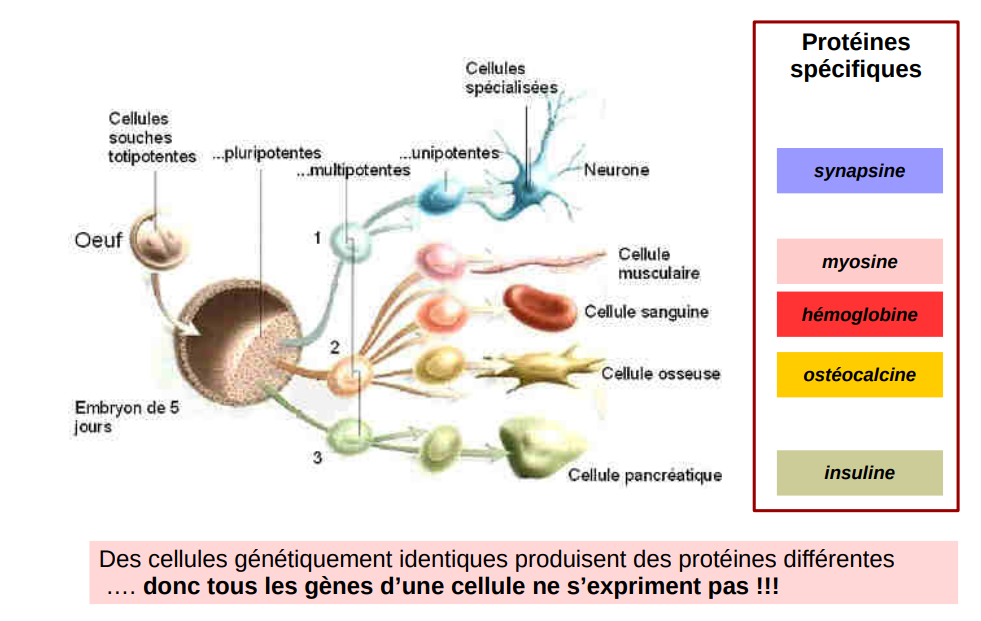 Protéines
spécifiques
Cellules
spécialisées
Cellules
souches
totipotentes
...pluripotentes
...multipotentes
...unipotentes
Neurone
synapsine
Oeuf
1
Cellule
musculaire
myosine
Cellule sanguine
hémoglobine
2
Cellule osseuse
ostéocalcine
Embryon de 5
jours
3
Cellule pancréatique
insuline
Des cellules génétiquement identiques produisent des protéines différentes
…. donc tous les gènes d’une cellule ne s’expriment pas !!!